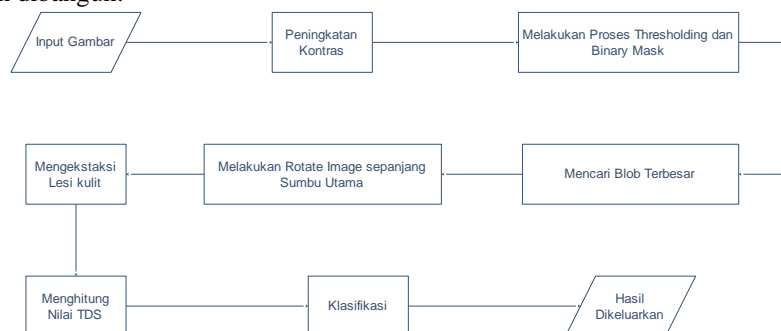 dibangun.
Input Gambar
Peningkatan
Kontras
Melakukan Proses Thresholding dan
Binary Mask
Mencari Blob Terbesar
Melakukan Rotate Image sepanjang
Sumbu Utama
Mengekstaksi
Lesi kulit
Menghitung
Nilai TDS
Klasifikasi
Hasil
Dikeluarkan